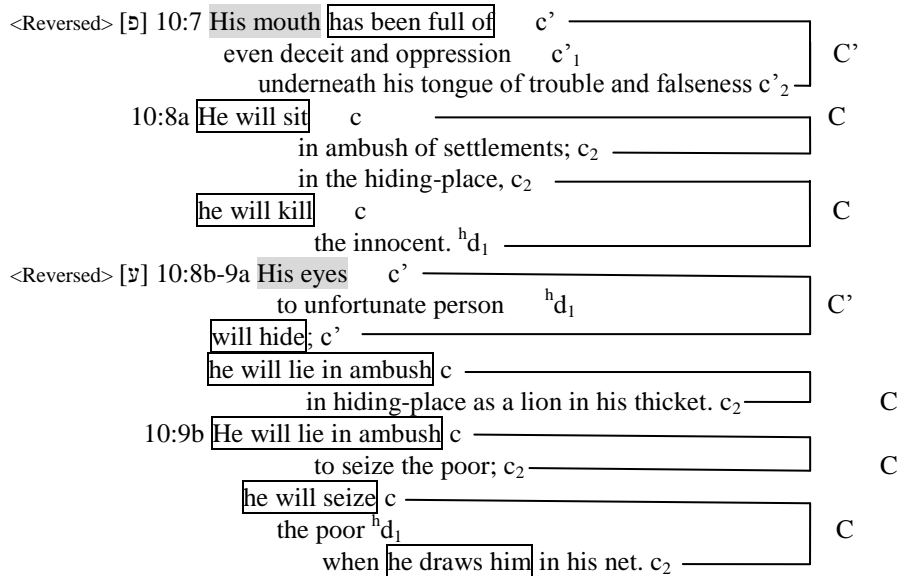 <Reversed> [פ] 10:7 His mouth has been full of c’ C’
even deceit and oppression c’₁
underneath his tongue of trouble and falseness c’₂
10:8a He will sit c C
in ambush of settlements; c₂
in the hiding-place, c₂
he will kill c C
the innocent. ʰd₁
<Reversed> [ע] 10:8b-9a His eyes c’
to unfortunate person ʰd₁ C’
will hide; c’
he will lie in ambush c
in hiding-place as a lion in his thicket. c₂ C
10:9b He will lie in ambush c
to seize the poor; c₂ C
he will seize c
the poor ʰd₁ C
when he draws him in his net. c₂